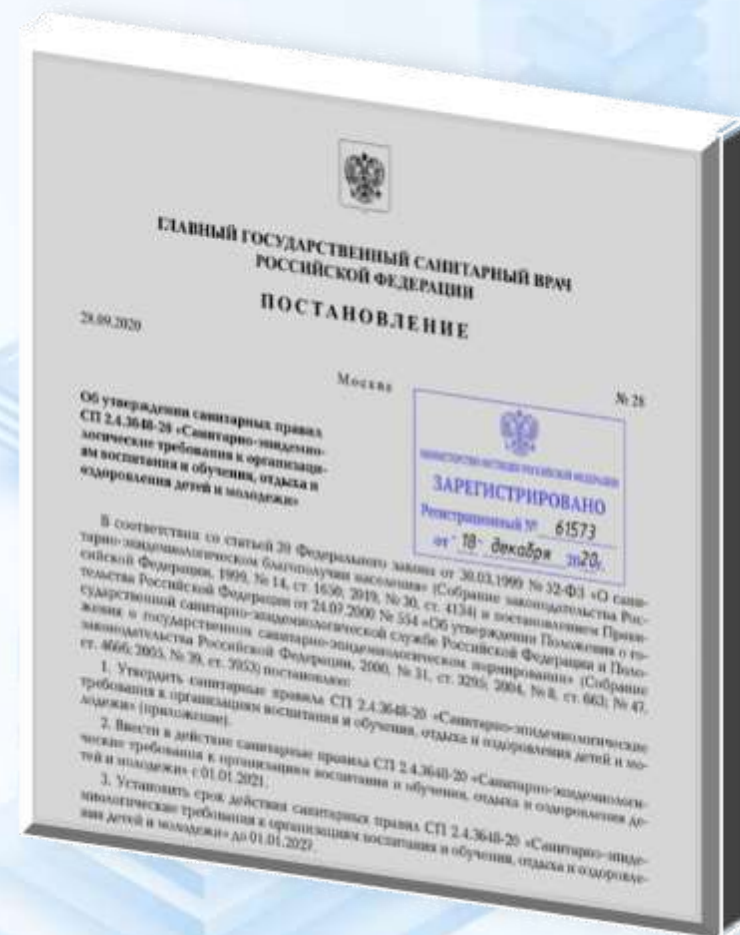 ГЛАВНЫЙ ГОСУДАРСТВЕННЫЙ САНИТАРНЫЙ ВРАЧ
РОССИЙСКОЙ ФЕДЕРАЦИИ
ПОСТАНОВЛЕНИЕ
28.09.2020
Москва
№ 28
Об утверждении санитарных правил
СП 2.4.3648-20 «Санитарно-эпидемио-
логические требования к организаци-
ям воспитания и обучения, отдыха и
оздоровления детей и молодежи»
МИНИСТЕРСТВО ЮСТИЦИИ РОССИЙСКОЙ ФЕДЕРАЦИИ
ЗАРЕГИСТРИРОВАНО
Регистрационный № 61573
от "18" декабря 2020г.
В соответствии со статьей 39 Федерального закона от 30.03.1999 № 52-ФЗ «О сани-
тарно-эпидемиологическом благополучии населения» (Собрание законодательства Рос-
сийской Федерации, 1999, № 14, ст. 1650; 2019, № 30, ст. 4134) и постановлением Прави-
тельства Российской Федерации от 24.07.2000 № 554 «Об утверждении Положения о го-
сударственной санитарно-эпидемиологической службе Российской Федерации и Поло-
жения о государственном санитарно-эпидемиологическом нормировании» (Собрание
законодательства Российской Федерации, 2000, № 31, ст. 3295; 2004, № 8, ст. 663; № 47,
ст. 4666; 2005, № 39, ст. 3953) постановляю:
1. Утвердить санитарные правила СП 2.4.3648-20 «Санитарно-эпидемиологические
требования к организациям воспитания и обучения, отдыха и оздоровления детей и мо-
лодежи» (приложение).
2. Ввести в действие санитарные правила СП 2.4.3648-20 «Санитарно-эпидемиологи-
ческие требования к организациям воспитания и обучения, отдыха и оздоровления де-
тей и молодежи» с 01.01.2021.
3. Установить срок действия санитарных правил СП 2.4.3648-20 «Санитарно-эпиде-
миологические требования к организациям воспитания и обучения, отдыха и оздоровле-
ния детей и молодежи» до 01.01.2027